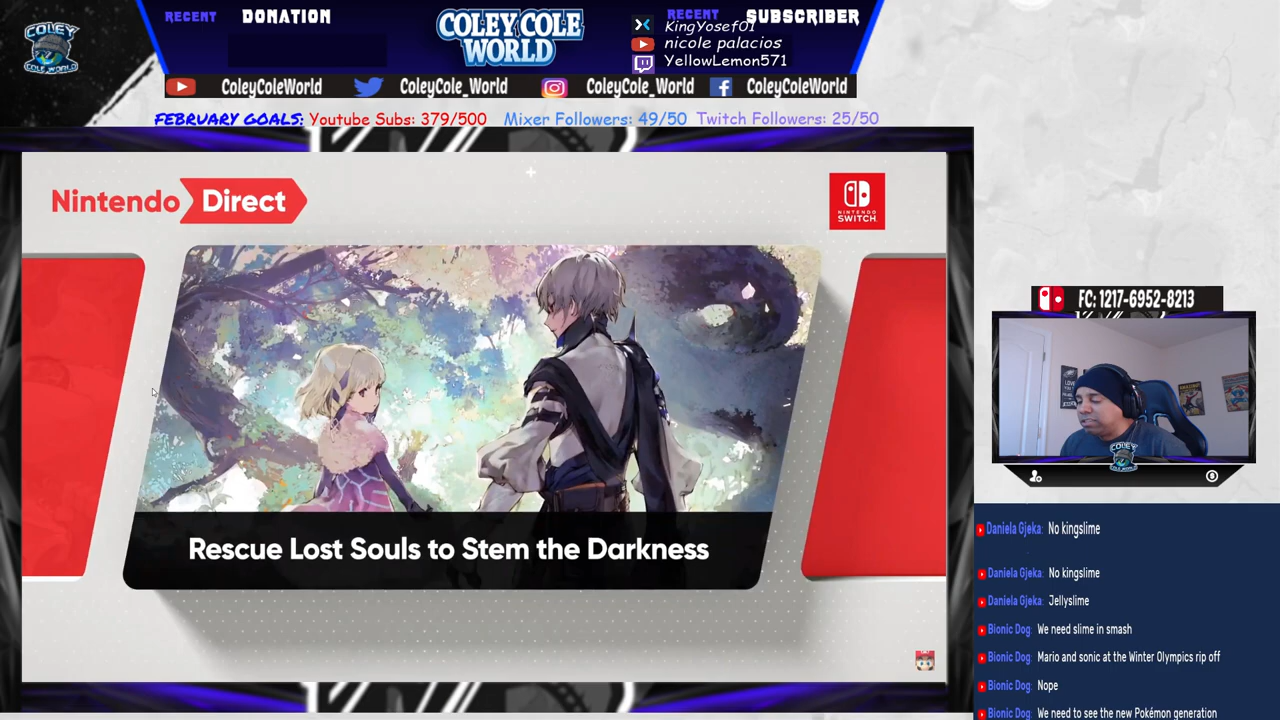 COLEY
COLE WORLD
RECENT DONATION
COLEY COLE
WORLD
RECENT SUBSCRIBER
KingYosef01
nicole palacios
YellowLemon571
ColeyColeWorld ColeyCole_World ColeyCole_World ColeyColeWorld
FEBRUARY GOALS: Youtube Subs: 379/500 Mixer Followers: 49/50 Twitch Followers: 25/50
Nintendo Direct
NINTENDO
SWITCH
Rescue Lost Souls to Stem the Darkness
FC: 1217-6952-8213
COLEY
Daniela Gjeka: No kingslime
Daniela Gjeka: No kingslime
Daniela Gjeka: Jellyslime
Bionic Dog: We need slime in smash
Bionic Dog: Mario and sonic at the Winter Olympics rip off
Bionic Dog: Nope
Bionic Dog: We need to see the new Pokémon generation